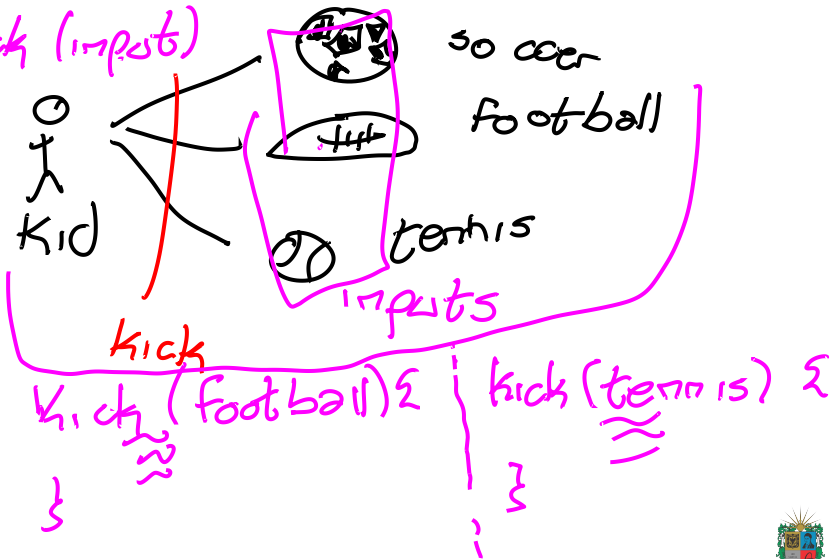 k (input)
so ccer
football
kid
tennis
inputs
kick
kick (football) {
}
kick (tennis) {
}